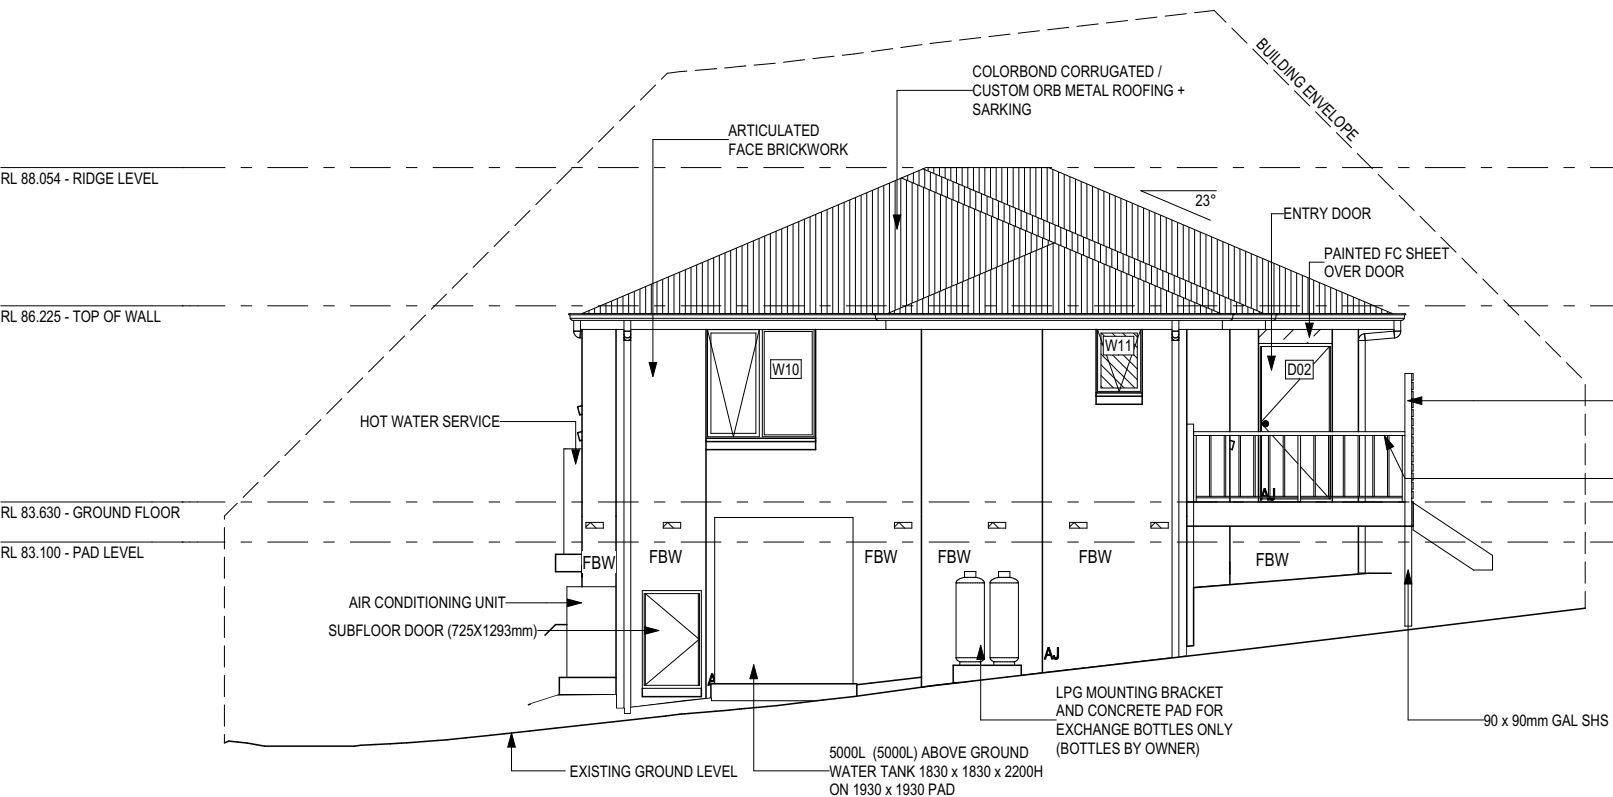 BUILDING ENVELOPE
COLORBOND CORRUGATED /
CUSTOM ORB METAL ROOFING +
SARKING
ARTICULATED
FACE BRICKWORK
RL 88.054 - RIDGE LEVEL
23°
ENTRY DOOR
PAINTED FC SHEET
OVER DOOR
RL 86.225 - TOP OF WALL
W10
W11
D02
HOT WATER SERVICE
AJ
RL 83.630 - GROUND FLOOR
RL 83.100 - PAD LEVEL
FBW
FBW
FBW
FBW
FBW
FBW
AIR CONDITIONING UNIT
SUBFLOOR DOOR (725X1293mm)
AJ
A
LPG MOUNTING BRACKET
AND CONCRETE PAD FOR
EXCHANGE BOTTLES ONLY
(BOTTLES BY OWNER)
90 x 90mm GAL SHS
EXISTING GROUND LEVEL
5000L (5000L) ABOVE GROUND
WATER TANK 1830 x 1830 x 2200H
ON 1930 x 1930 PAD